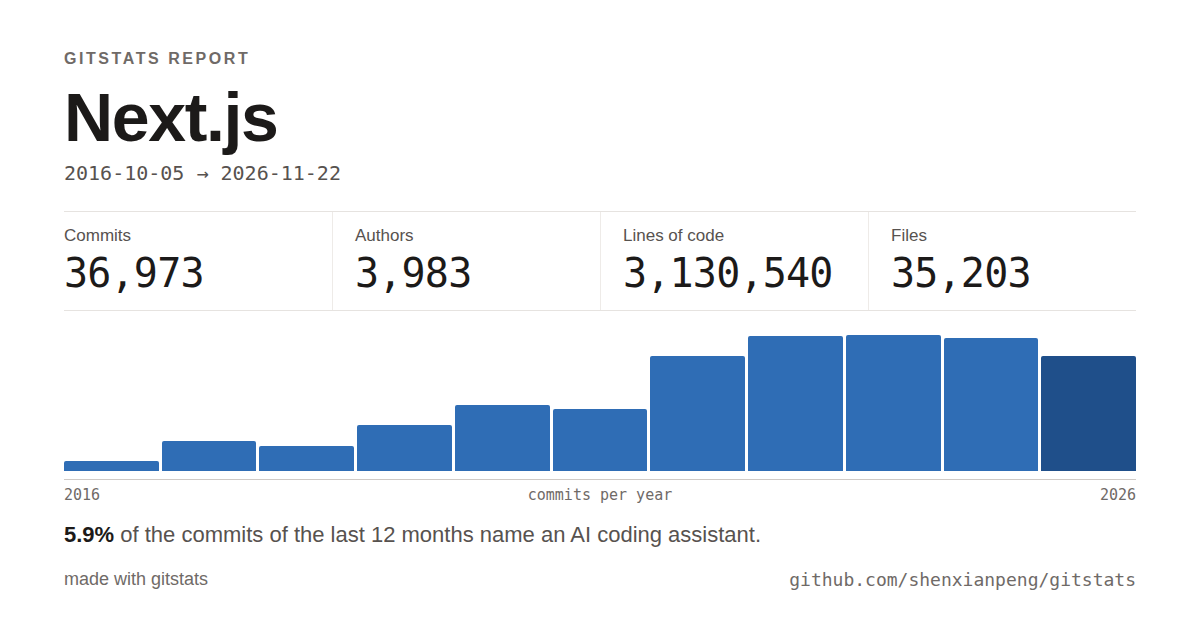 GITSTATS REPORT
Next.js
2016-10-05 → 2026-11-22
Commits
36,973
Authors
3,983
Lines of code
3,130,540
Files
35,203
2016
commits per year
2026
5.9% of the commits of the last 12 months name an AI coding assistant.
made with gitstats
github.com/shenxianpeng/gitstats